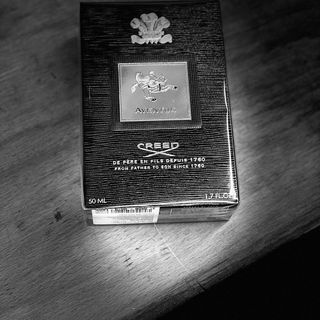 AVENTUS
CREED
DE PÈRE EN FILS DEPUIS 1760
FROM FATHER TO SON SINCE 1760
50 ML
1.7 FL.OZ